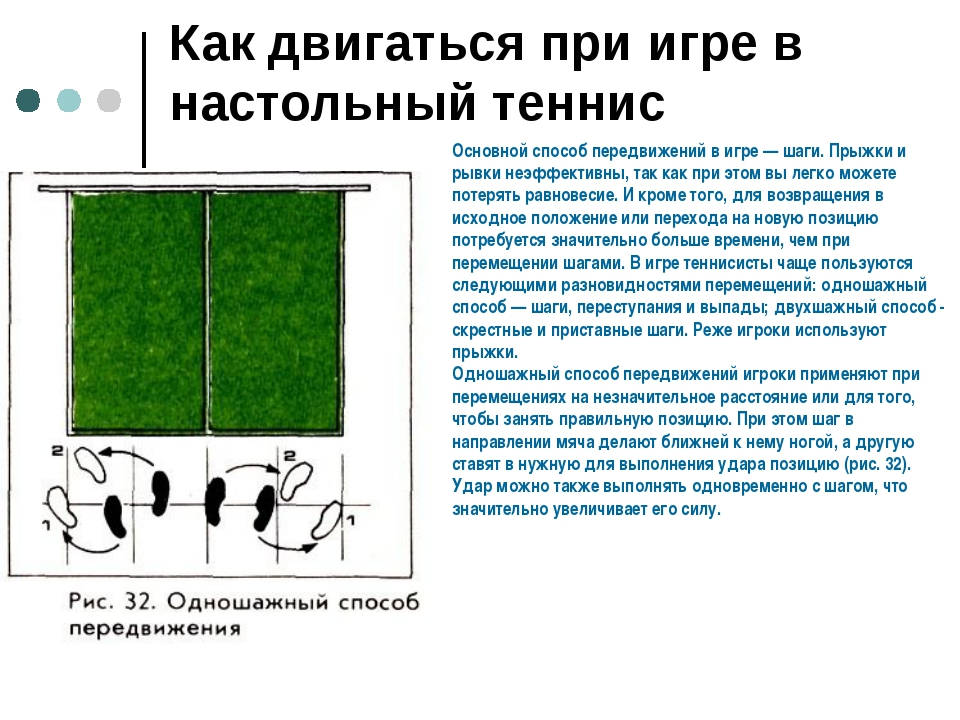 Как двигаться при игре в
настольный теннис
Основной способ передвижений в игре — шаги. Прыжки и
рывки неэффективны, так как при этом вы легко можете
потерять равновесие. И кроме того, для возвращения в
исходное положение или перехода на новую позицию
потребуется значительно больше времени, чем при
перемещении шагами. В игре теннисисты чаще пользуются
следующими разновидностями перемещений: одношажный
способ — шаги, переступания и выпады; двухшажный способ -
скрестные и приставные шаги. Реже игроки используют
прыжки.
Одношажный способ передвижений игроки применяют при
перемещениях на незначительное расстояние или для того,
чтобы занять правильную позицию. При этом шаг в
направлении мяча делают ближней к нему ногой, а другую
ставят в нужную для выполнения удара позицию (рис. 32).
Удар можно также выполнять одновременно с шагом, что
значительно увеличивает его силу.
2
2
1
1
Рис. 32. Одношажный способ
передвижения